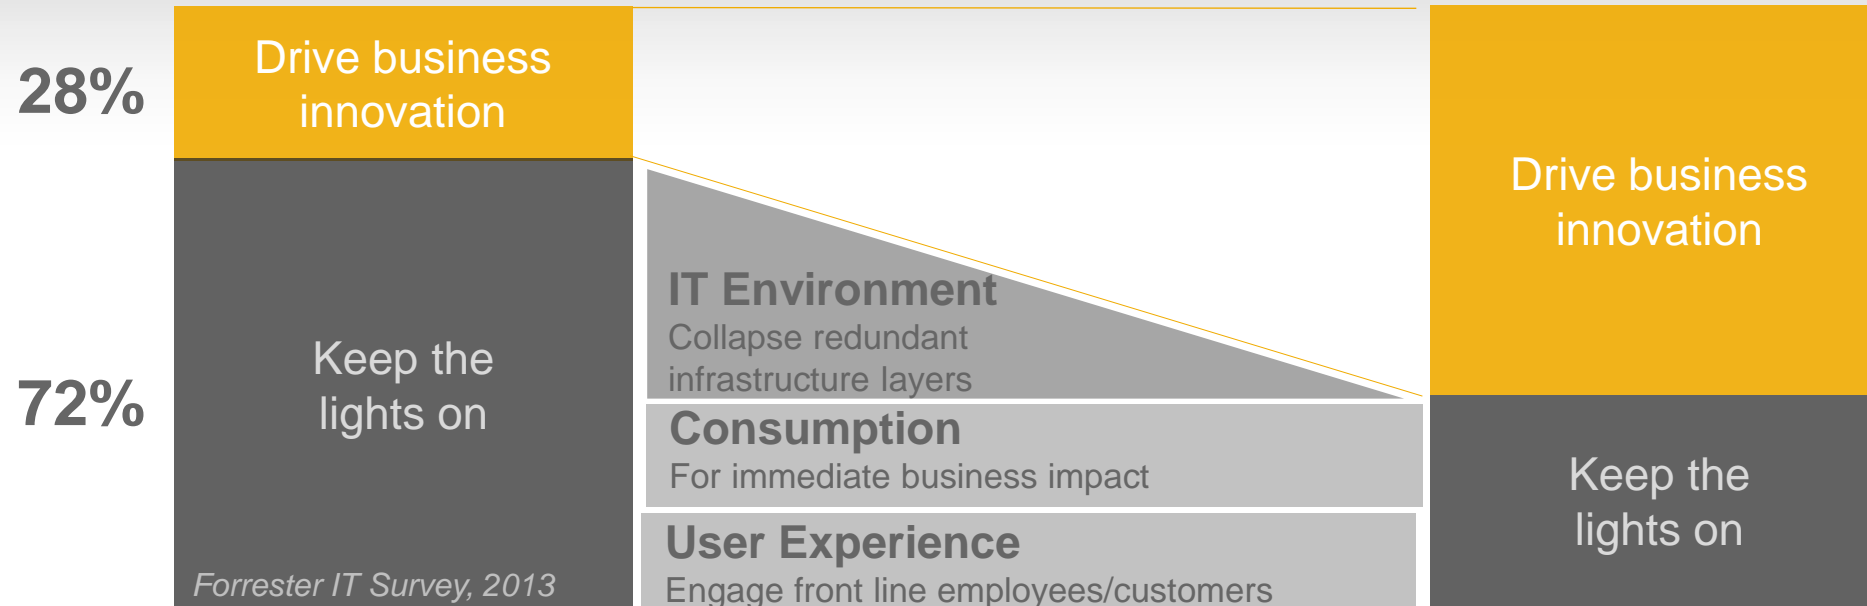 28%
Drive business
innovation
72%
Keep the
lights on
Forrester IT Survey, 2013
IT Environment
Collapse redundant
infrastructure layers
Consumption
For immediate business impact
User Experience
Engage front line employees/customers
Drive business
innovation
Keep the
lights on